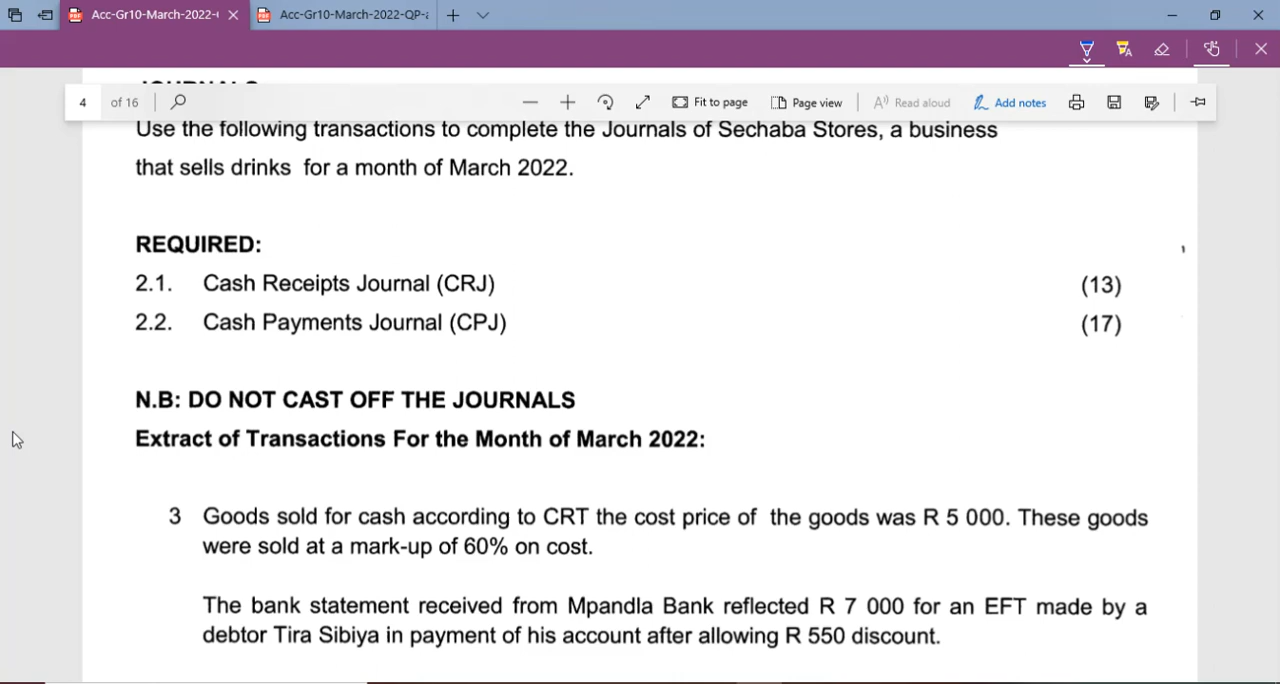 Acc-Gr10-March-2022-(
Acc-Gr10-March-2022-QP-a
4 of 16
Fit to page
Page view
Read aloud
Add notes
JOURNALS
Use the following transactions to complete the Journals of Sechaba Stores, a business
that sells drinks for a month of March 2022.
REQUIRED:
2.1. Cash Receipts Journal (CRJ) (13)
2.2. Cash Payments Journal (CPJ) (17)
N.B: DO NOT CAST OFF THE JOURNALS
Extract of Transactions For the Month of March 2022:
3 Goods sold for cash according to CRT the cost price of the goods was R 5 000. These goods
were sold at a mark-up of 60% on cost.
The bank statement received from Mpandla Bank reflected R 7 000 for an EFT made by a
debtor Tira Sibiya in payment of his account after allowing R 550 discount.